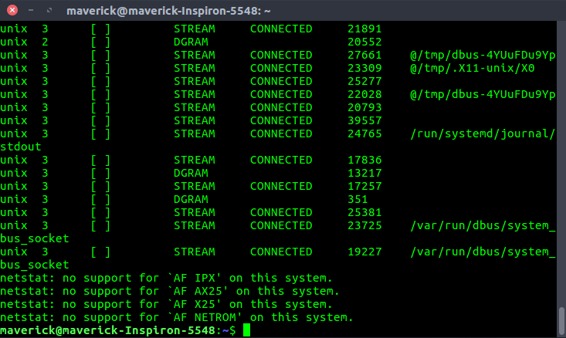 maverick@maverick-Inspiron-5548: ~
unix 3 [ ] STREAM CONNECTED 21891
unix 2 [ ] DGRAM 20552
unix 3 [ ] STREAM CONNECTED 27661 @/tmp/dbus-4YUuFDu9Yp
unix 3 [ ] STREAM CONNECTED 23309 @/tmp/.X11-unix/X0
unix 3 [ ] STREAM CONNECTED 25277
unix 3 [ ] STREAM CONNECTED 22028 @/tmp/dbus-4YUuFDu9Yp
unix 3 [ ] STREAM CONNECTED 20793
unix 3 [ ] STREAM CONNECTED 39557
unix 3 [ ] STREAM CONNECTED 24765 /run/systemd/journal/
stdout
unix 3 [ ] STREAM CONNECTED 17836
unix 3 [ ] DGRAM 13217
unix 3 [ ] STREAM CONNECTED 17257
unix 3 [ ] DGRAM 351
unix 3 [ ] STREAM CONNECTED 25381
unix 3 [ ] STREAM CONNECTED 23725 /var/run/dbus/system_
bus_socket
unix 3 [ ] STREAM CONNECTED 19227 /var/run/dbus/system_
bus_socket
netstat: no support for `AF IPX' on this system.
netstat: no support for `AF AX25' on this system.
netstat: no support for `AF X25' on this system.
netstat: no support for `AF NETROM' on this system.
maverick@maverick-Inspiron-5548:~$